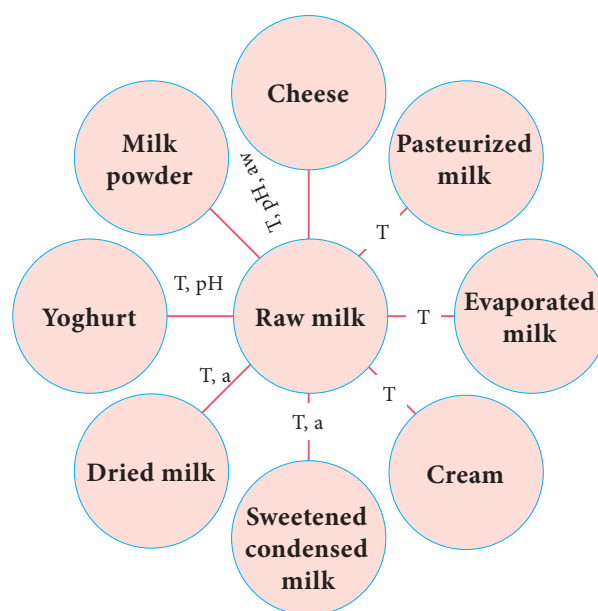 Cheese
Milk
powder
Pasteurized
milk
T, pH, aw
T
Yoghurt
T, pH
Raw milk
T
Evaporated
milk
T, a
T, a
T
Dried milk
Sweetened
condensed
milk
Cream